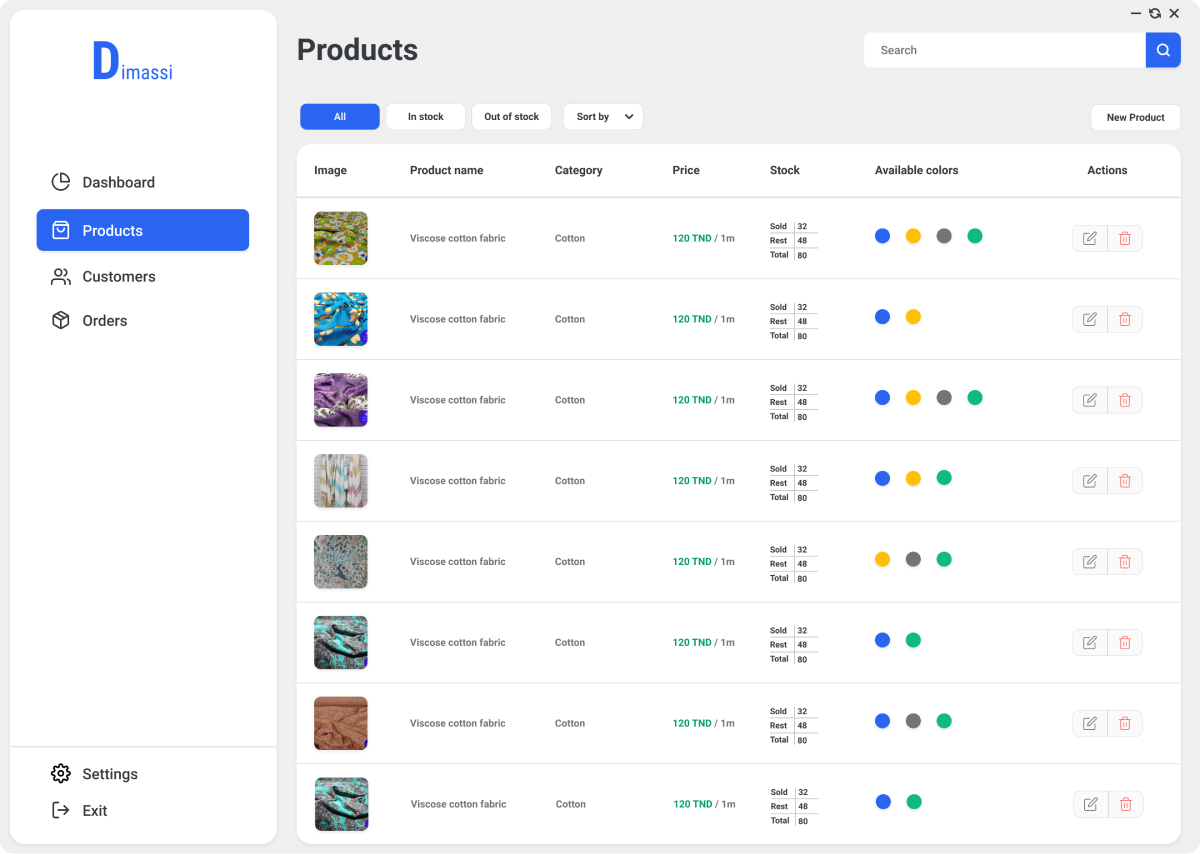 Dimassi
Dashboard
Products
Customers
Orders
Settings
Exit
Products
Search
All
In stock
Out of stock
Sort by
New Product
Image Product name Category Price Stock Available colors Actions
Viscose cotton fabric Cotton 120 TND / 1m
Sold 32
Rest 48
Total 80
Viscose cotton fabric Cotton 120 TND / 1m
Sold 32
Rest 48
Total 80
Viscose cotton fabric Cotton 120 TND / 1m
Sold 32
Rest 48
Total 80
Viscose cotton fabric Cotton 120 TND / 1m
Sold 32
Rest 48
Total 80
Viscose cotton fabric Cotton 120 TND / 1m
Sold 32
Rest 48
Total 80
Viscose cotton fabric Cotton 120 TND / 1m
Sold 32
Rest 48
Total 80
Viscose cotton fabric Cotton 120 TND / 1m
Sold 32
Rest 48
Total 80
Viscose cotton fabric Cotton 120 TND / 1m
Sold 32
Rest 48
Total 80